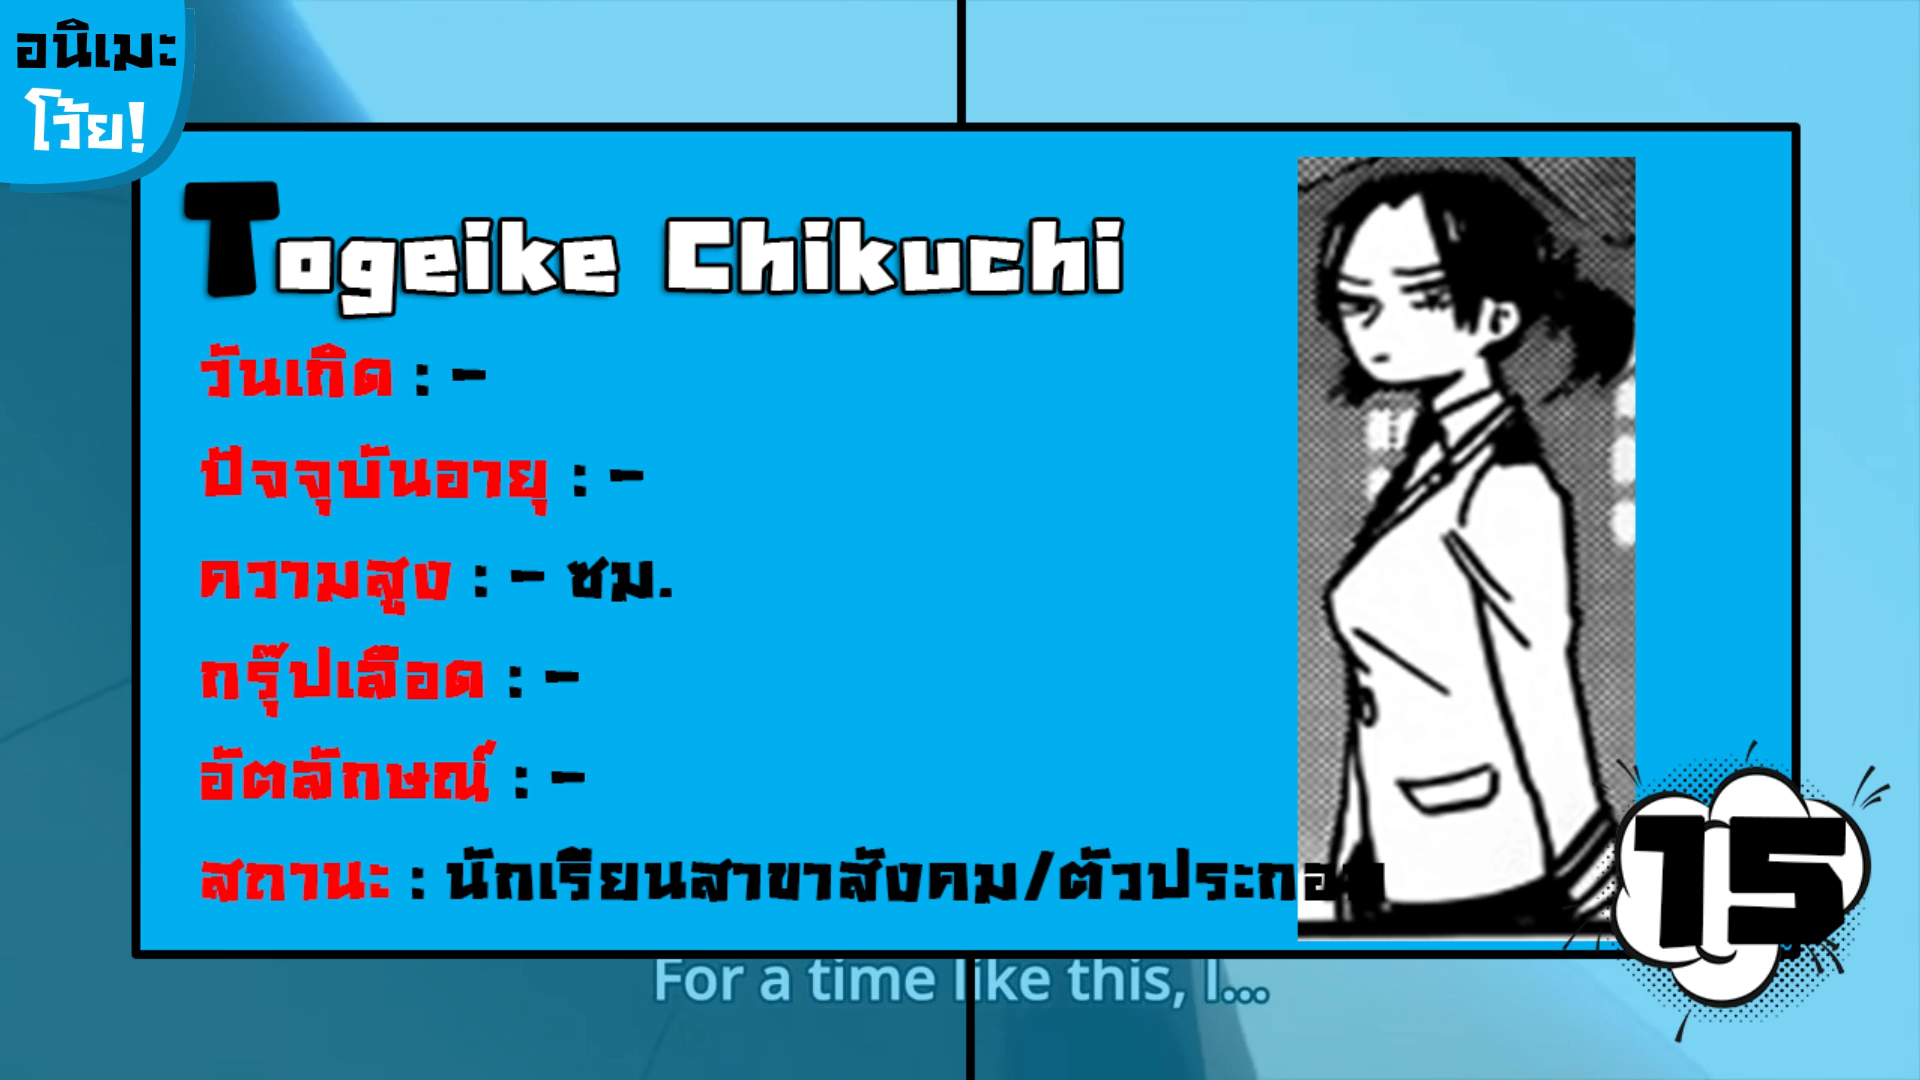 อนิเมะ
โว้ย!
Togeike Chikuchi
วันเกิด : -
ปัจจุบันอายุ : -
ความสูง : - ซม.
กรุ๊ปเลือด : -
อัตลักษณ์ : -
สถานะ : นักเรียนสาขาสังคม/ตัวประกอบ
15
For a time like this, I...